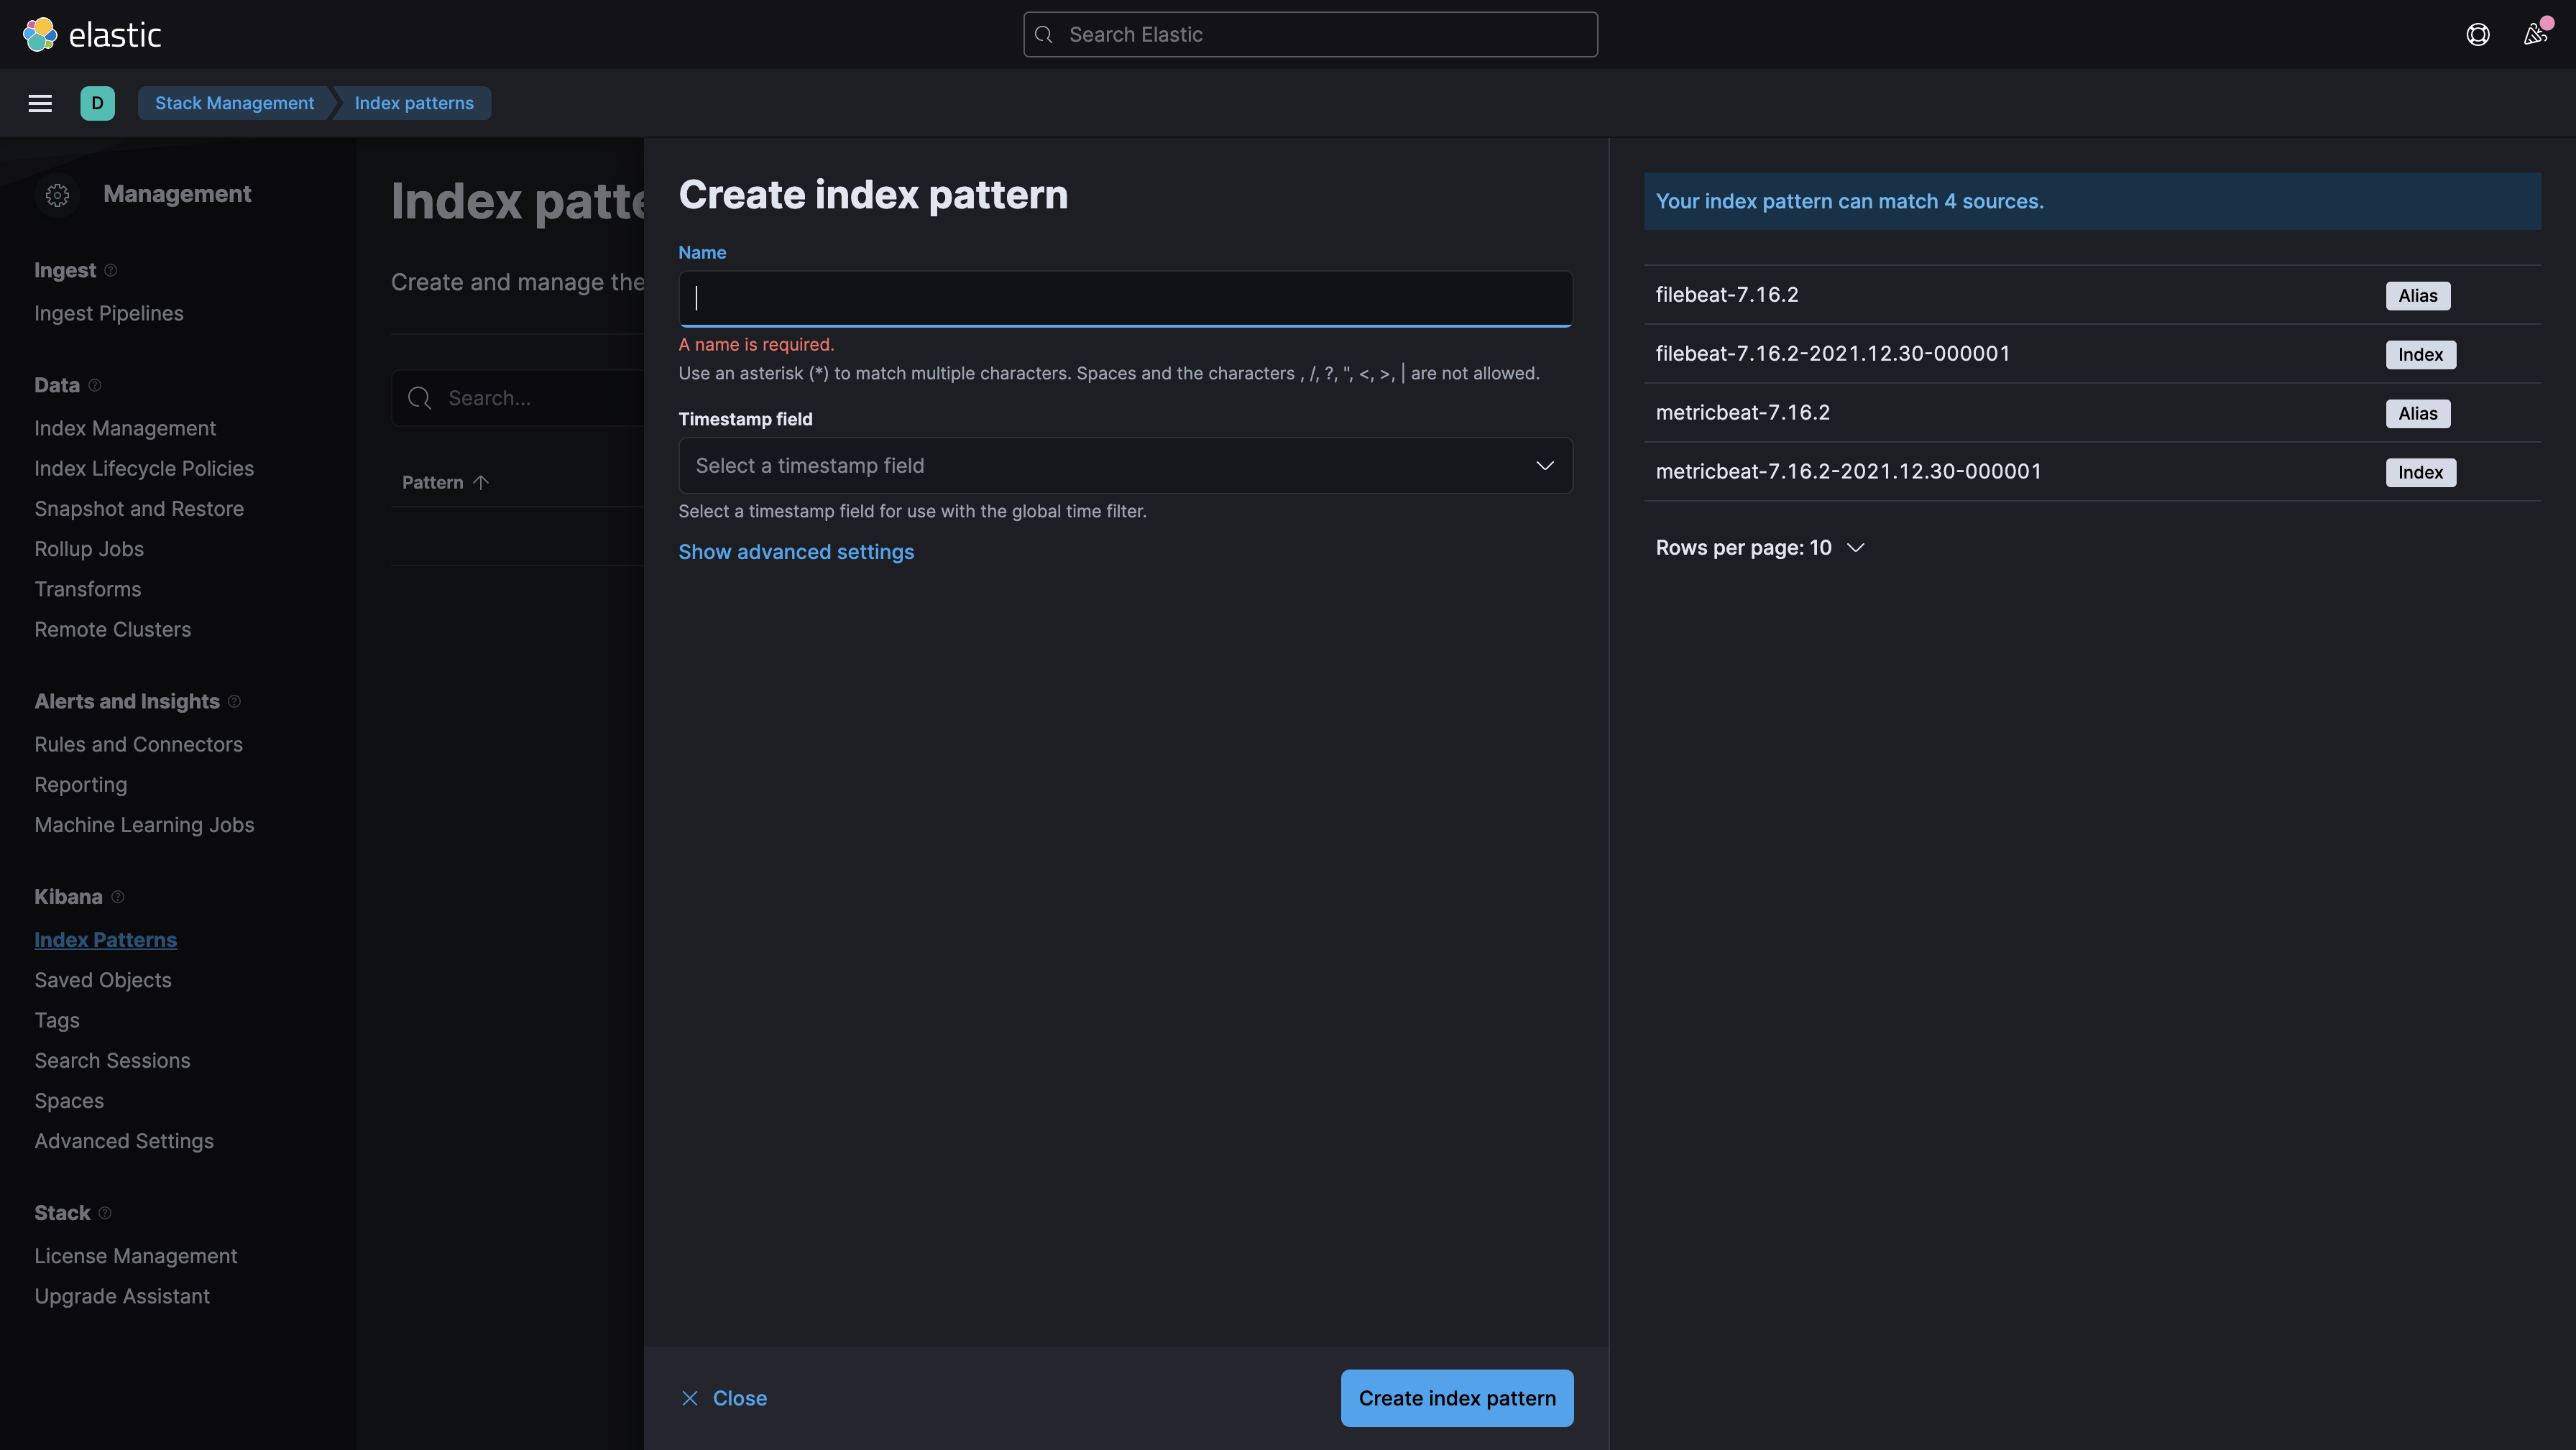 elastic
Search Elastic
D
Stack Management
Index patterns
Management
Ingest
Ingest Pipelines
Data
Index Management
Index Lifecycle Policies
Snapshot and Restore
Rollup Jobs
Transforms
Remote Clusters
Alerts and Insights
Rules and Connectors
Reporting
Machine Learning Jobs
Kibana
Index Patterns
Saved Objects
Tags
Search Sessions
Spaces
Advanced Settings
Stack
License Management
Upgrade Assistant
Index patte
Create and manage the
Search...
Pattern
Create index pattern
Name
A name is required.
Use an asterisk (*) to match multiple characters. Spaces and the characters , /, ?, ", <, >, | are not allowed.
Timestamp field
Select a timestamp field
Select a timestamp field for use with the global time filter.
Show advanced settings
Close
Create index pattern
Your index pattern can match 4 sources.
filebeat-7.16.2 Alias
filebeat-7.16.2-2021.12.30-000001 Index
metricbeat-7.16.2 Alias
metricbeat-7.16.2-2021.12.30-000001 Index
Rows per page: 10